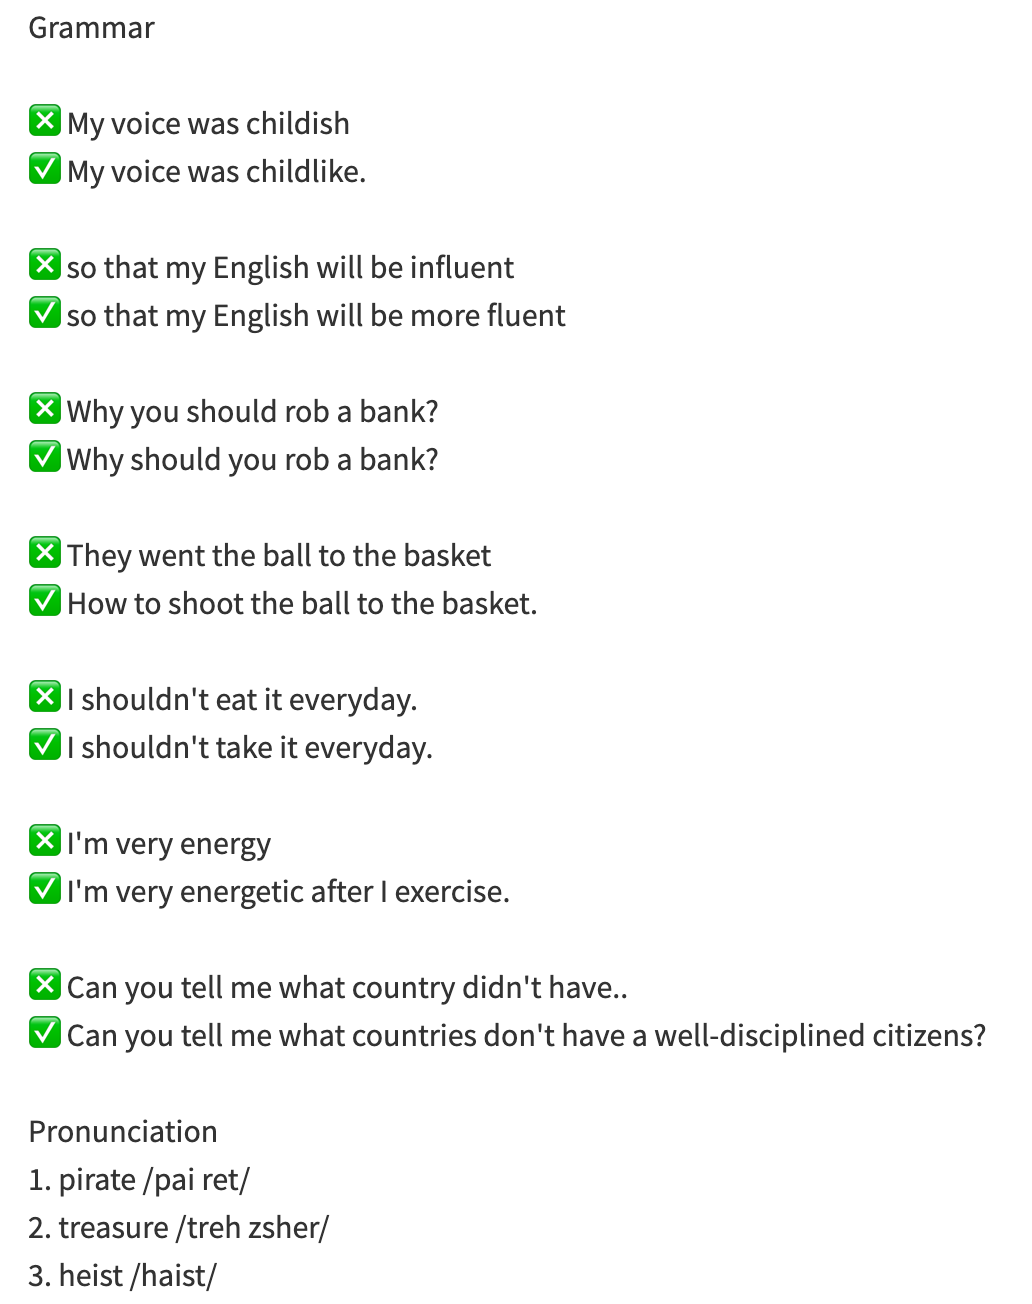 Grammar
❎ My voice was childish
✅ My voice was childlike.
❎ so that my English will be influent
✅ so that my English will be more fluent
❎ Why you should rob a bank?
✅ Why should you rob a bank?
❎ They went the ball to the basket
✅ How to shoot the ball to the basket.
❎ I shouldn't eat it everyday.
✅ I shouldn't take it everyday.
❎ I'm very energy
✅ I'm very energetic after I exercise.
❎ Can you tell me what country didn't have..
✅ Can you tell me what countries don't have a well-disciplined citizens?
Pronunciation
1. pirate /pai ret/
2. treasure /treh zsher/
3. heist /haist/